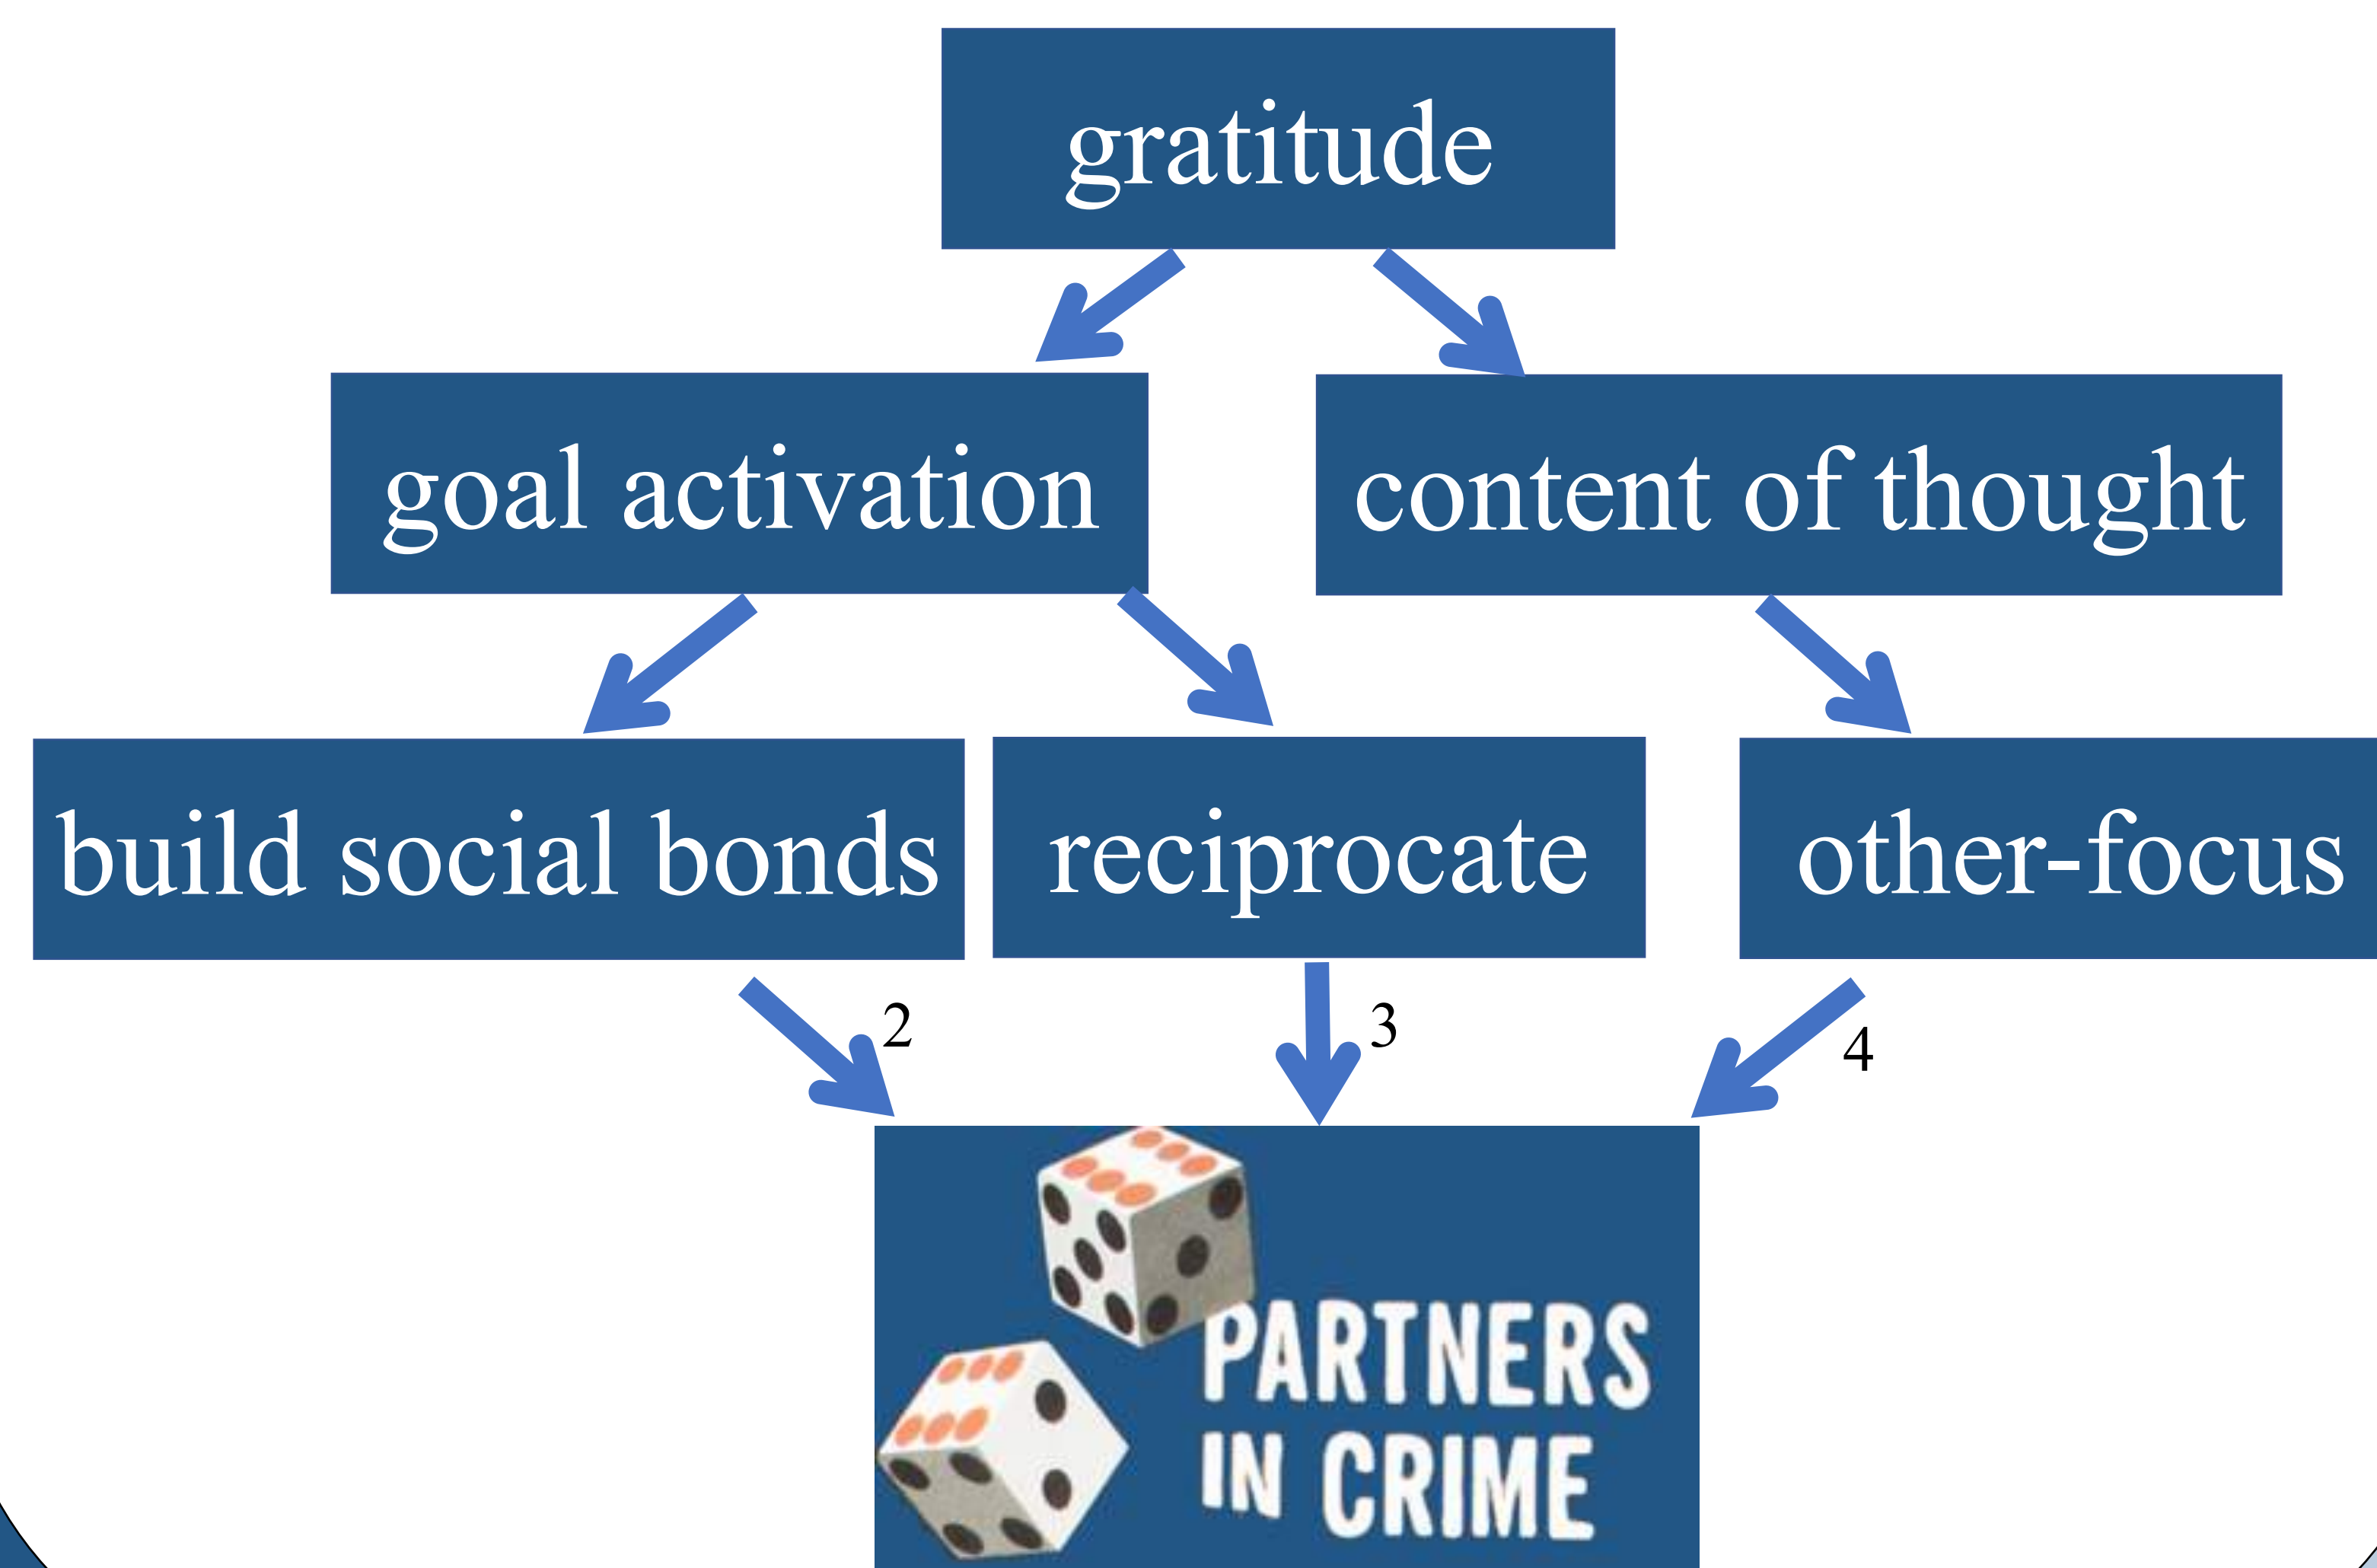 gratitude
goal activation
content of thought
build social bonds
reciprocate
other-focus
2
3
4
PARTNERS
IN CRIME